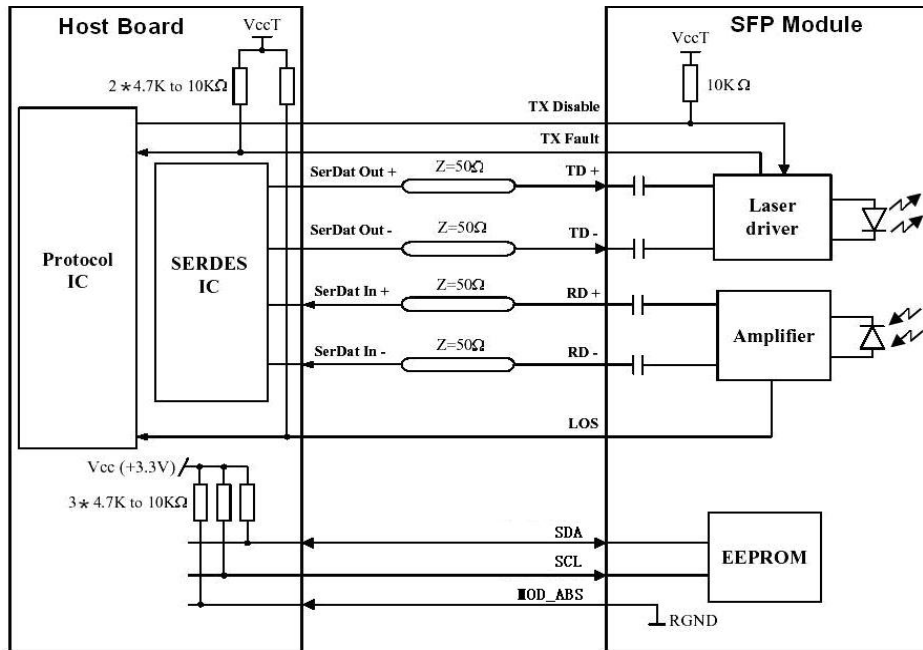 Host Board
SFP Module
VccT
VccT
2*4.7K to 10KΩ
10KΩ
TX Disable
TX Fault
SerDat Out +
Z=50Ω
TD +
Laser
driver
SerDat Out -
Z=50Ω
TD -
Protocol
IC
SERDES
IC
SerDat In +
Z=50Ω
RD +
Amplifier
SerDat In -
Z=50Ω
RD -
LOS
Vcc (+3.3V)
3*4.7K to 10KΩ
SDA
EEPROM
SCL
MOD_ABS
RGND